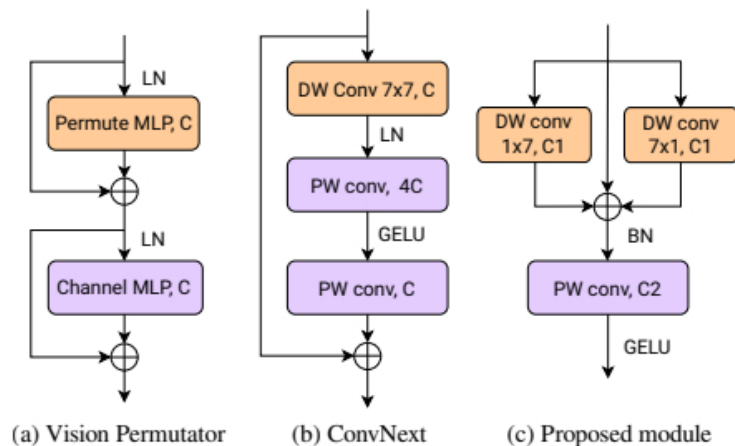 LN
Permute MLP, C
LN
Channel MLP, C
(a) Vision Permutator
DW Conv 7x7, C
LN
PW conv, 4C
GELU
PW conv, C
(b) ConvNext
DW conv
1x7, C1
DW conv
7x1, C1
BN
PW conv, C2
GELU
(c) Proposed module